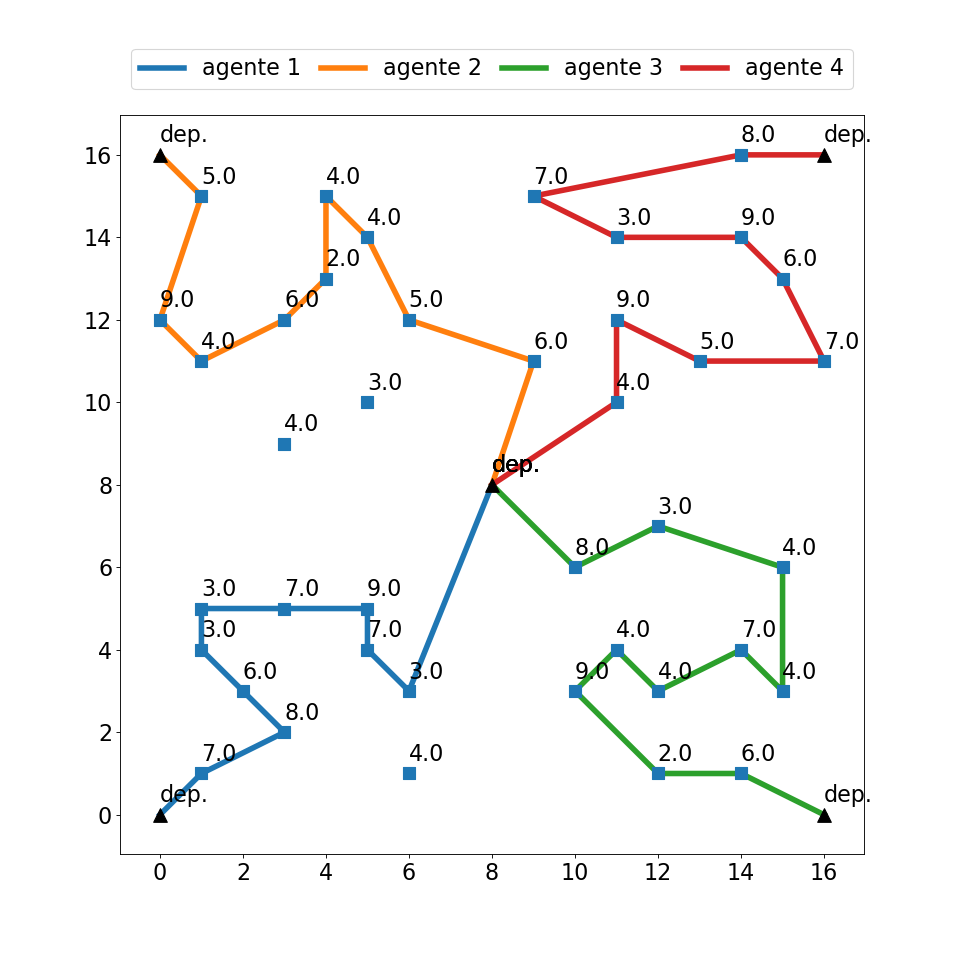 agente 1 agente 2 agente 3 agente 4
dep. 8.0 dep.
16
5.0 4.0 7.0
4.0 3.0 9.0
14
2.0 6.0
9.0 6.0 5.0 9.0
12
4.0 6.0 5.0 7.0
3.0 4.0
10
4.0
dep.
8
3.0
8.0 4.0
6
3.0 7.0 9.0
3.0 7.0 4.0 7.0
4
6.0 3.0 9.0 4.0 4.0
8.0
2
7.0 4.0 2.0 6.0
dep. dep.
0
0 2 4 6 8 10 12 14 16